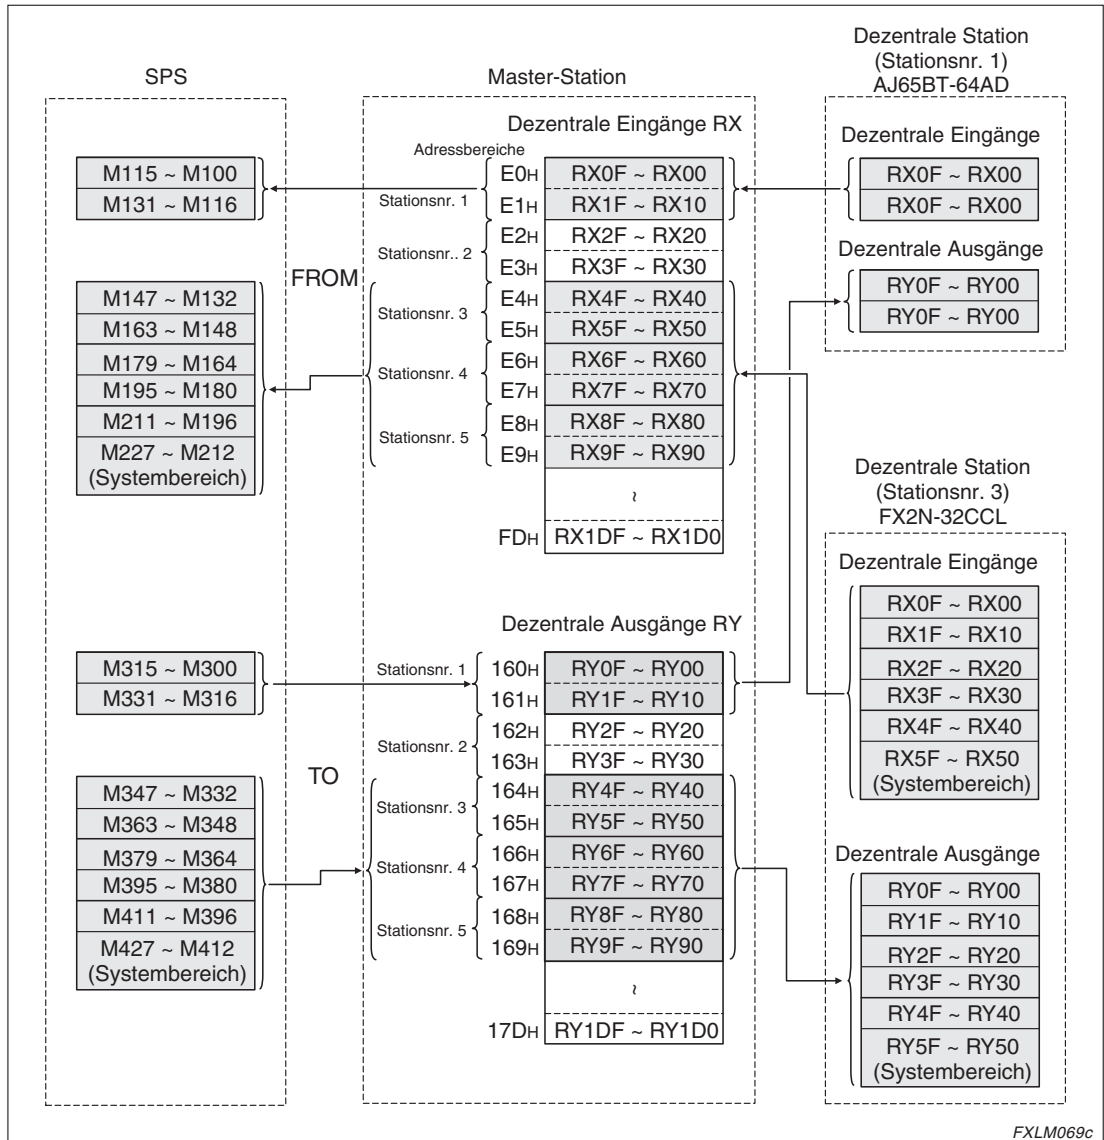 SPS
M115 ~ M100
M131 ~ M116
M147 ~ M132
M163 ~ M148
M179 ~ M164
M195 ~ M180
M211 ~ M196
M227 ~ M212
(Systembereich)
M315 ~ M300
M331 ~ M316
M347 ~ M332
M363 ~ M348
M379 ~ M364
M395 ~ M380
M411 ~ M396
M427 ~ M412
(Systembereich)
FROM
TO
Master-Station
Dezentrale Eingänge RX
Adressbereiche
Stationsnr. 1
E0H RX0F ~ RX00
E1H RX1F ~ RX10
Stationsnr.. 2
E2H RX2F ~ RX20
E3H RX3F ~ RX30
Stationsnr. 3
E4H RX4F ~ RX40
E5H RX5F ~ RX50
Stationsnr. 4
E6H RX6F ~ RX60
E7H RX7F ~ RX70
Stationsnr. 5
E8H RX8F ~ RX80
E9H RX9F ~ RX90
~
FDH RX1DF ~ RX1D0
Dezentrale Ausgänge RY
Stationsnr. 1
160H RY0F ~ RY00
161H RY1F ~ RY10
Stationsnr. 2
162H RY2F ~ RY20
163H RY3F ~ RY30
Stationsnr. 3
164H RY4F ~ RY40
165H RY5F ~ RY50
Stationsnr. 4
166H RY6F ~ RY60
167H RY7F ~ RY70
Stationsnr. 5
168H RY8F ~ RY80
169H RY9F ~ RY90
~
17DH RY1DF ~ RY1D0
Dezentrale Station
(Stationsnr. 1)
AJ65BT-64AD
Dezentrale Eingänge
RX0F ~ RX00
RX0F ~ RX00
Dezentrale Ausgänge
RY0F ~ RY00
RY0F ~ RY00
Dezentrale Station
(Stationsnr. 3)
FX2N-32CCL
Dezentrale Eingänge
RX0F ~ RX00
RX1F ~ RX10
RX2F ~ RX20
RX3F ~ RX30
RX4F ~ RX40
RX5F ~ RX50
(Systembereich)
Dezentrale Ausgänge
RY0F ~ RY00
RY1F ~ RY10
RY2F ~ RY20
RY3F ~ RY30
RY4F ~ RY40
RY5F ~ RY50
(Systembereich)
FXLM069c